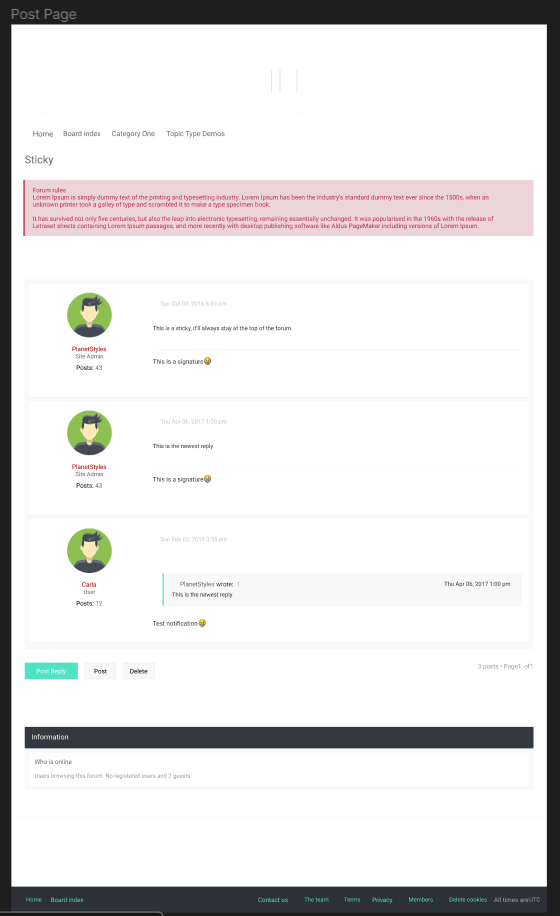 Post Page
Home Board index Category One Topic Type Demos
Sticky
Forum rules
Lorem Ipsum is simply dummy text of the printing and typesetting industry. Lorem Ipsum has been the industry's standard dummy text ever since the 1500s, when an
unknown printer took a galley of type and scrambled it to make a type specimen book.
It has survived not only five centuries, but also the leap into electronic typesetting, remaining essentially unchanged. It was popularised in the 1960s with the release of
Letraset sheets containing Lorem Ipsum passages, and more recently with desktop publishing software like Aldus PageMaker including versions of Lorem Ipsum.
Sun Oct 09, 2016 6:59 pm
This is a sticky, it'll always stay at the top of the forum.
PlanetStyles
Site Admin
Posts: 43
This is a signature
Thu Apr 06, 2017 1:00 pm
This is the newest reply
PlanetStyles
Site Admin
Posts: 43
This is a signature
Sun Feb 03, 2019 3:55 pm
Carla
User
Posts: 12
PlanetStyles wrote: ↑ Thu Apr 06, 2017 1:00 pm
This is the newest reply
Test notification
Post Reply Post Delete 3 posts • Page1 of1
Information
Who is online
Users browsing this forum: No registered users and 2 guests
Home Board index Contact us The team Terms Privacy Members Delete cookies All times areUTC